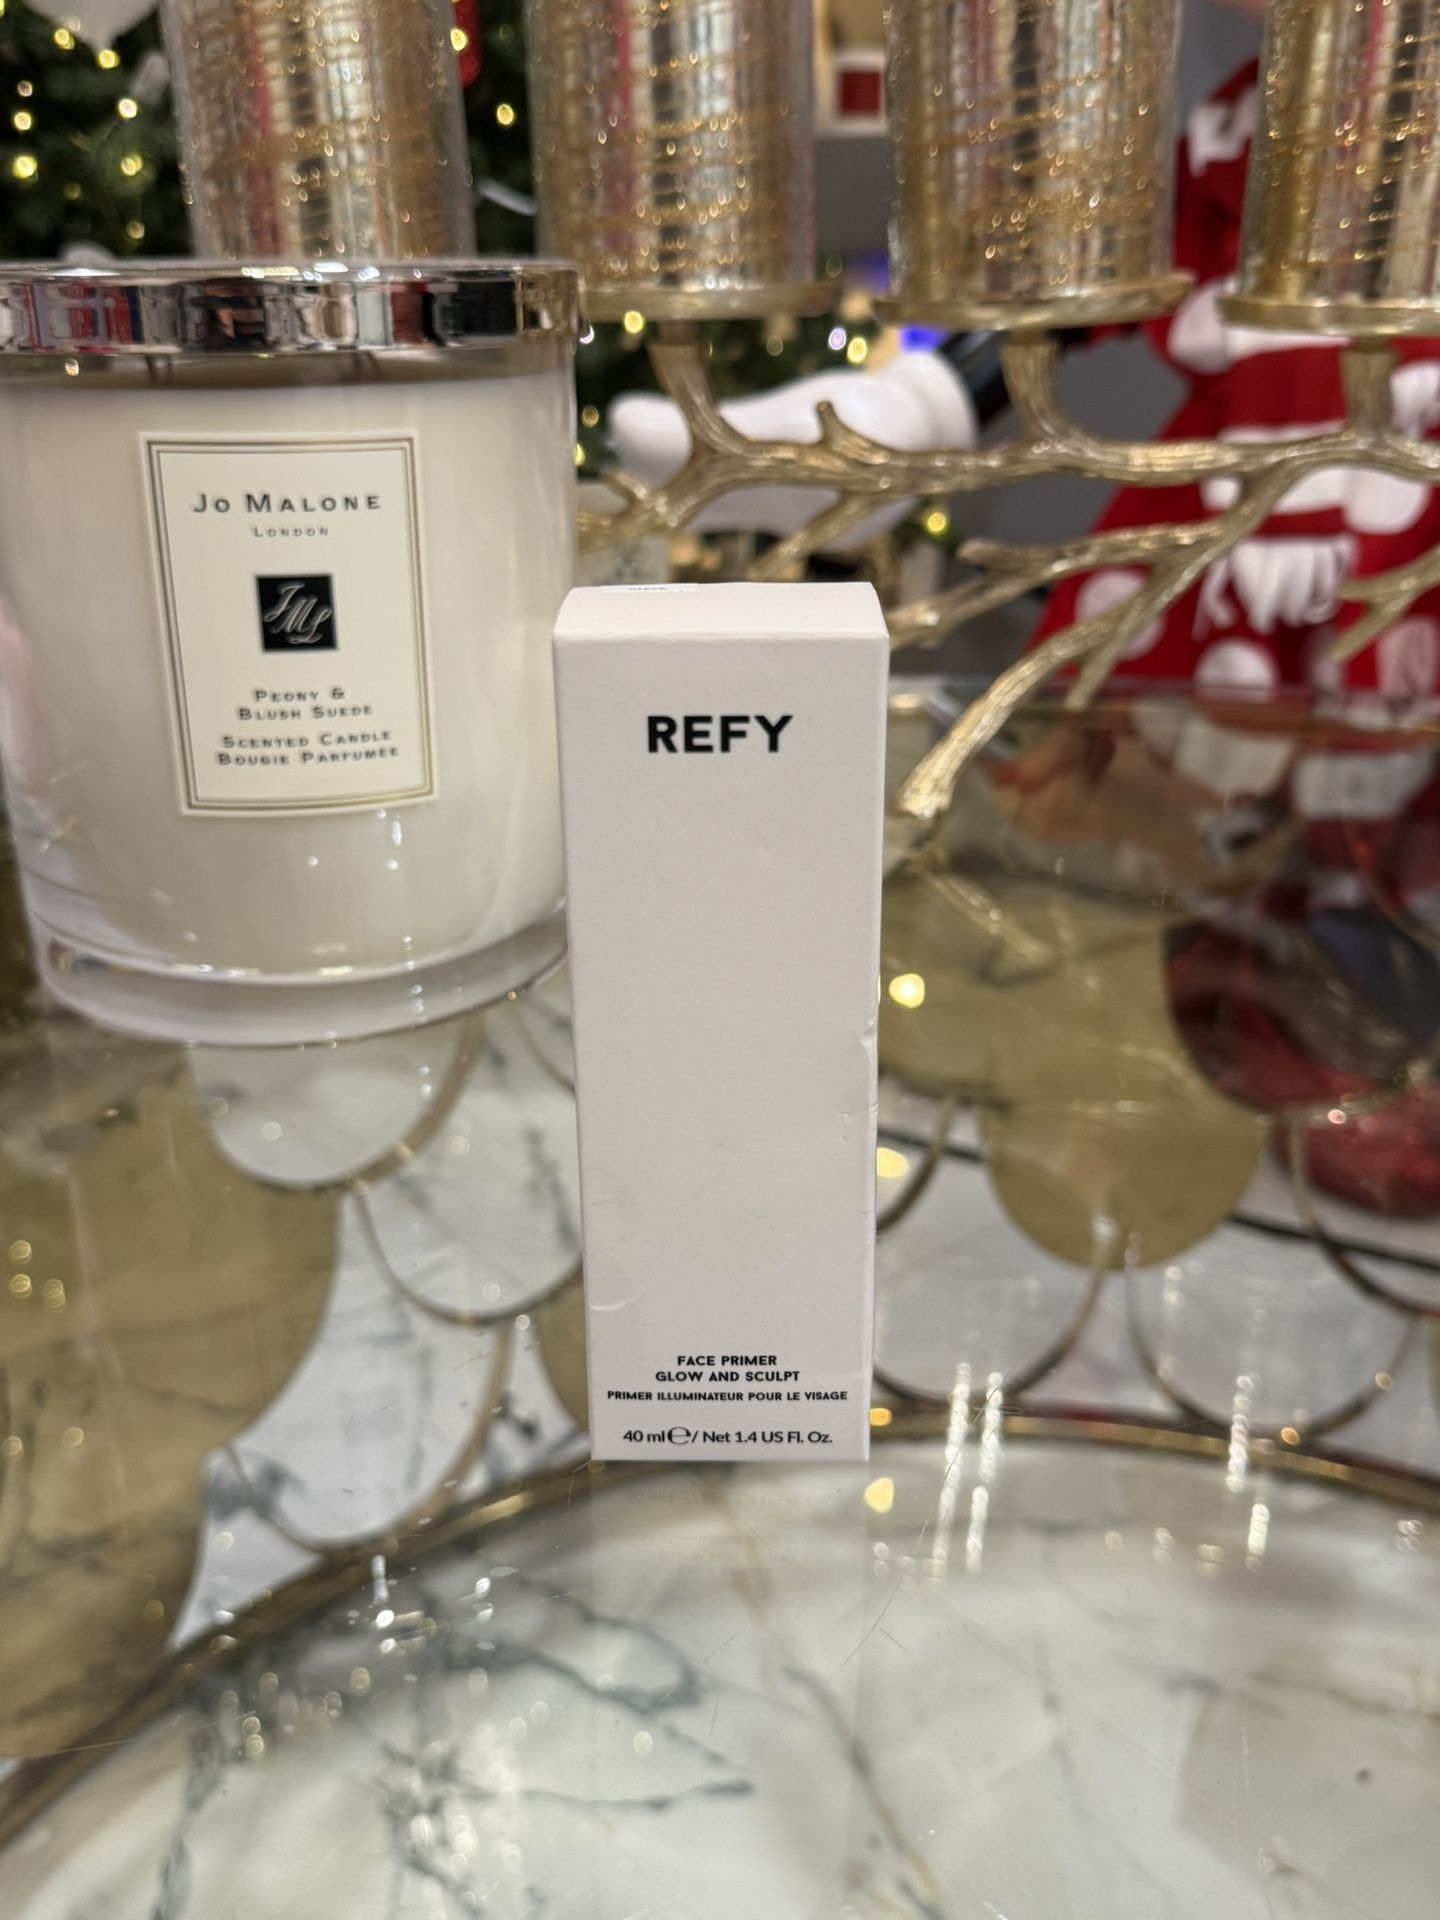 JO MALONE
LONDON
JML
PEONY &
BLUSH SUEDE
SCENTED CANDLE
BOUGIE PARFUMÉE
REFY
FACE PRIMER
GLOW AND SCULPT
PRIMER ILLUMINATEUR POUR LE VISAGE
40 ml ℮ / Net 1.4 US Fl. Oz.